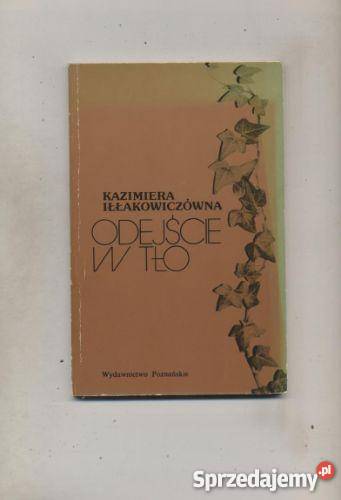 KAZIMIERA
IŁŁAKOWICZÓWNA
ODEJŚCIE
W TŁO
Wydawnictwo Poznańskie
Sprzedajemy.pl